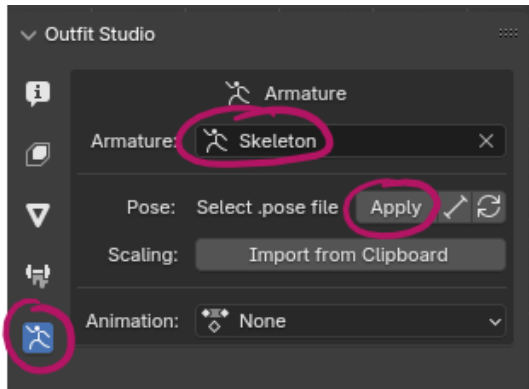 Outfit Studio
Armature
Armature: Skeleton
Pose: Select .pose file Apply
Scaling: Import from Clipboard
Animation: None